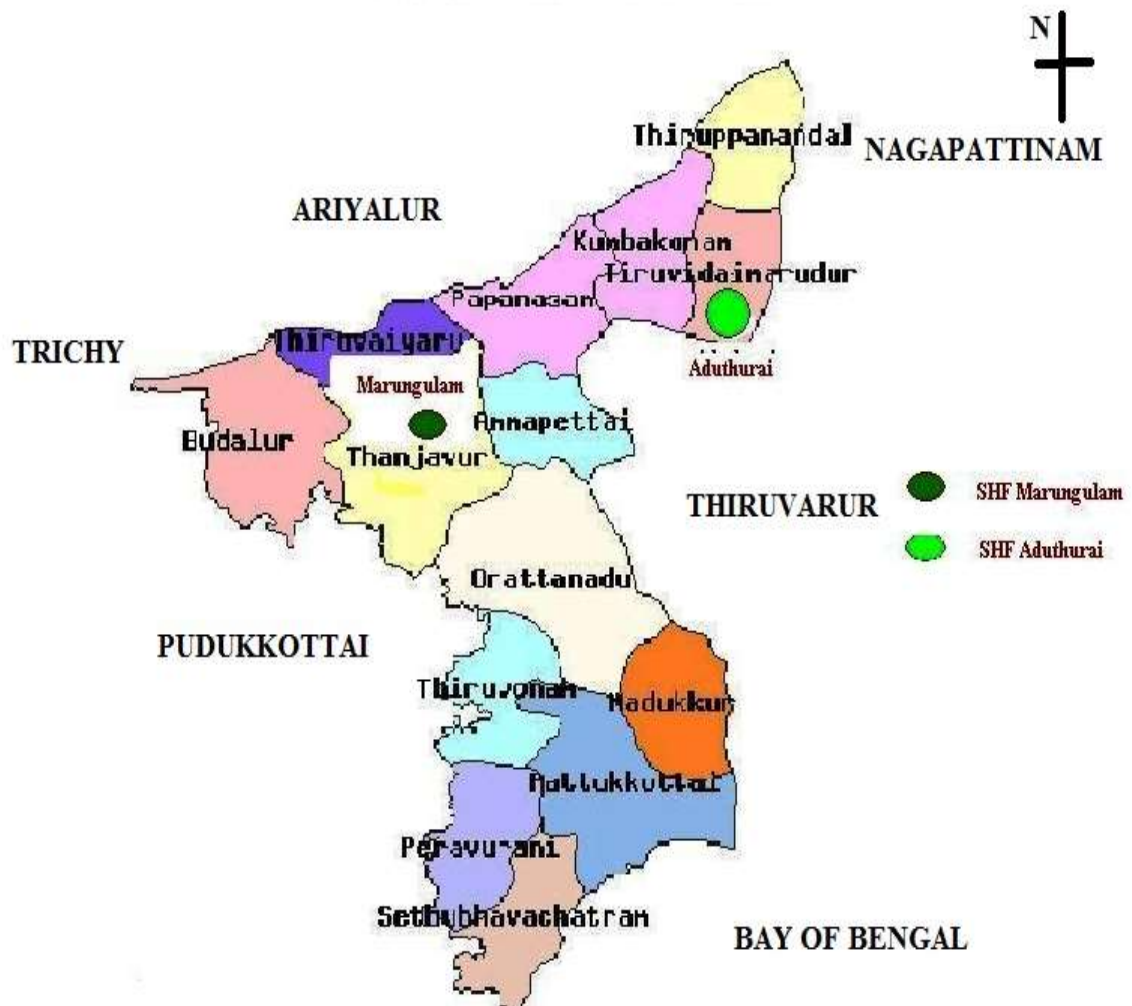 N
Thiruppanandal
NAGAPATTINAM
ARIYALUR
Kumbakonam
Tiruvidaimarudur
Papanasam
Thiruvaiyaru
TRICHY
Aduthurai
Marungulam
Ammapettai
Budalur
Thanjavur
THIRUVARUR
SHF Marungulam
SHF Aduthurai
Orattanadu
PUDUKKOTTAI
Thiruvonam
Madukkur
Pattukkottai
Peravurani
Sethubhavachatram
BAY OF BENGAL